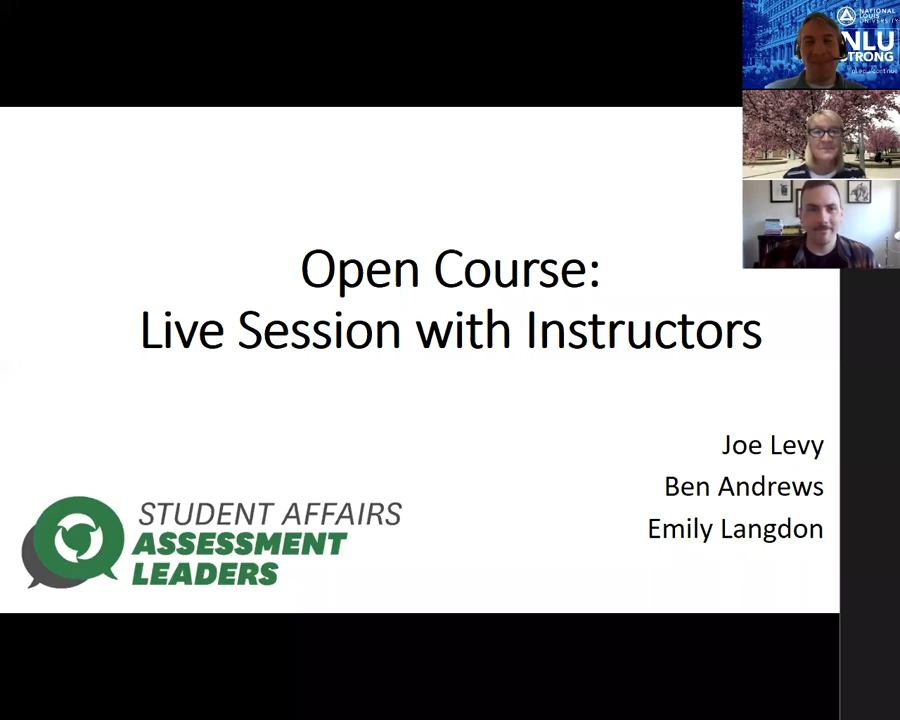 NATIONAL
LOUIS
UNIVERSITY
NLU
STRONG
Open Course:
Live Session with Instructors
Joe Levy
Ben Andrews
Emily Langdon
STUDENT AFFAIRS
ASSESSMENT
LEADERS